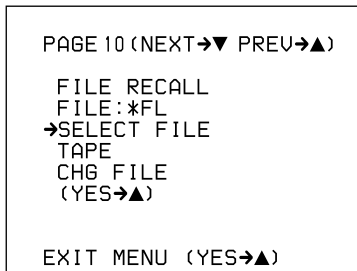 PAGE 10 (NEXT→▼ PREV→▲)
FILE RECALL
FILE:*FL
→SELECT FILE
TAPE
CHG FILE
(YES→▲)
EXIT MENU (YES→▲)